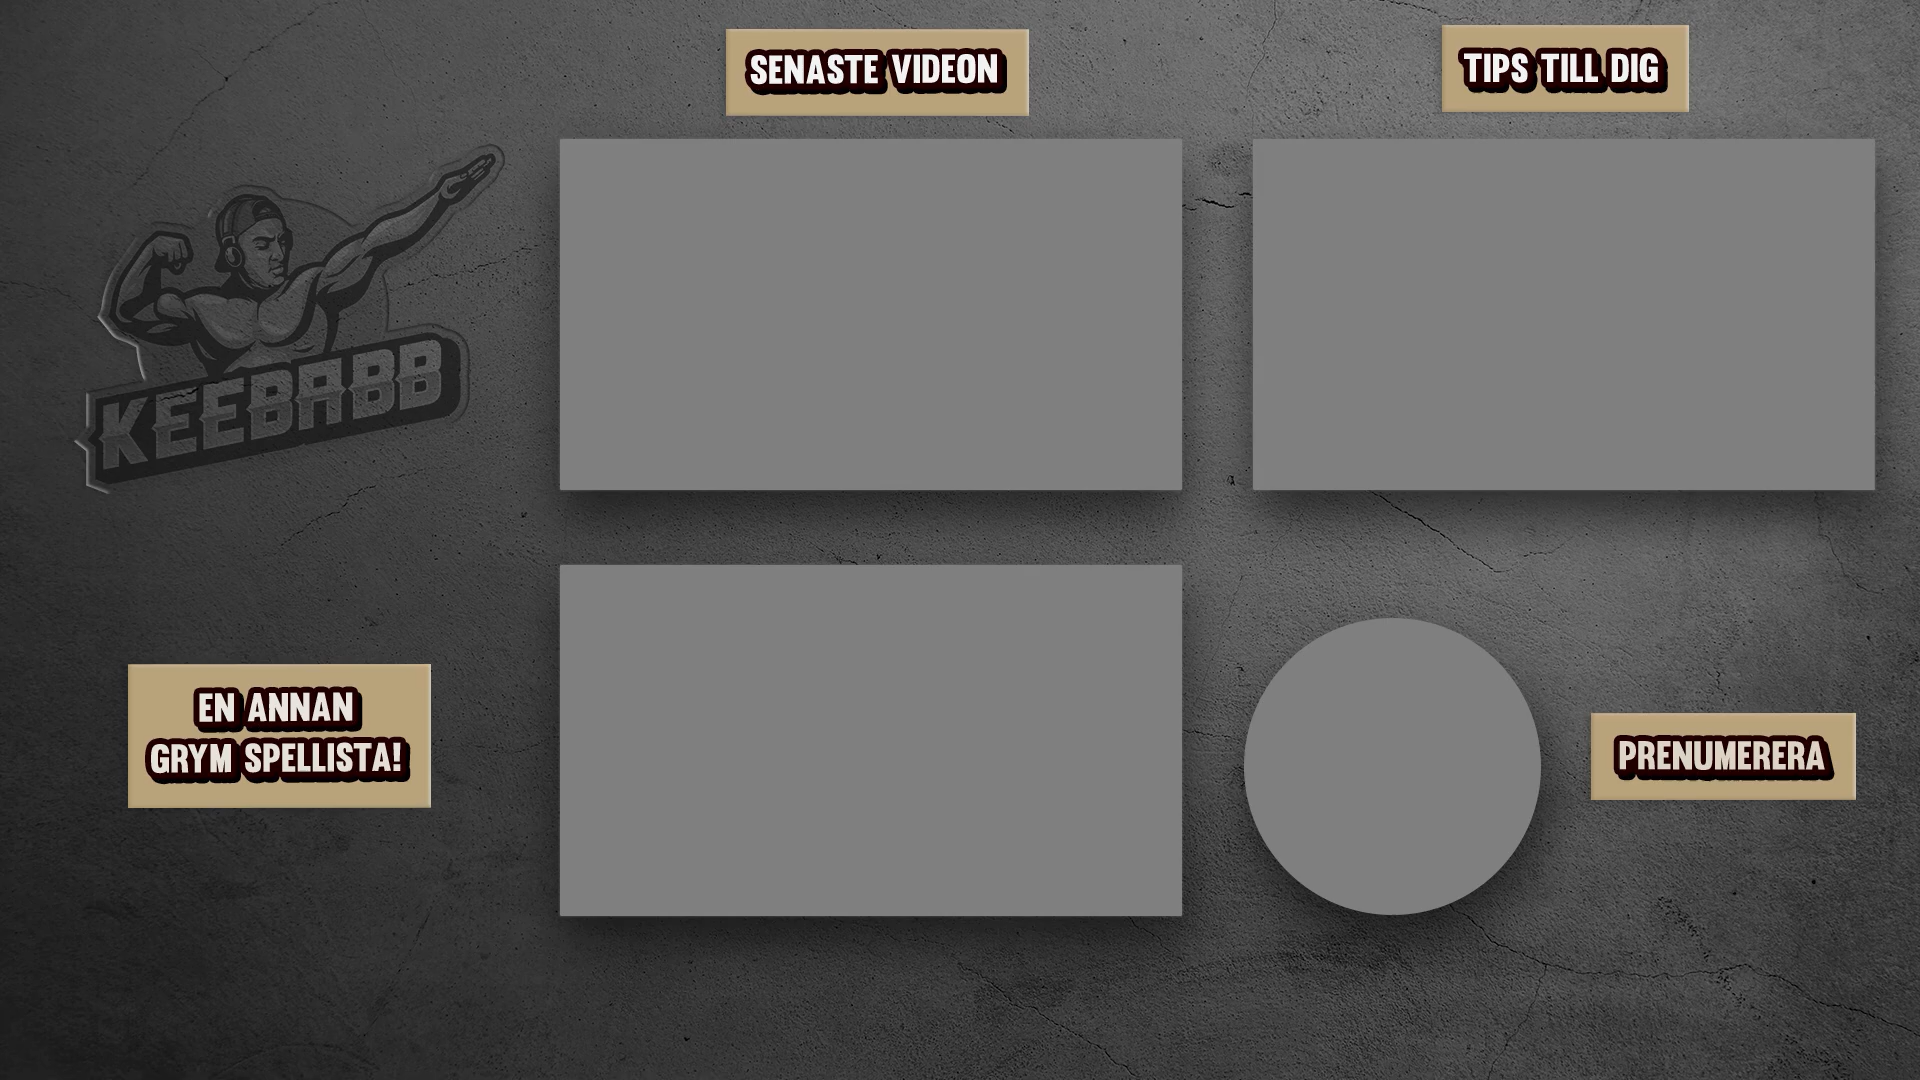 SENASTE VIDEON
TIPS TILL DIG
KEEBABB
EN ANNAN
GRYM SPELLISTA!
PRENUMERERA